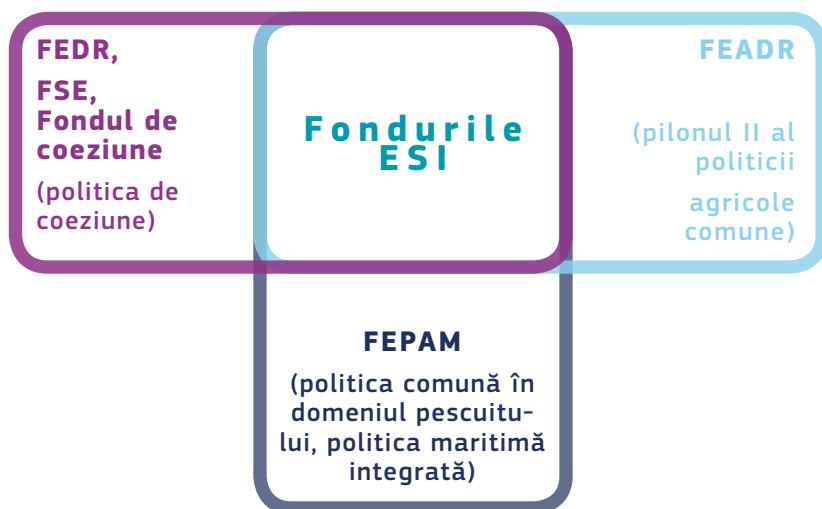 FEDR,
FSE,
Fondul de
coeziune
(politica de
coeziune)
Fondurile
ESI
FEADR
(pilonul II al
politicii
agricole
comune)
FEPAM
(politica comună în
domeniul pescuitu-
lui, politica maritimă
integrată)